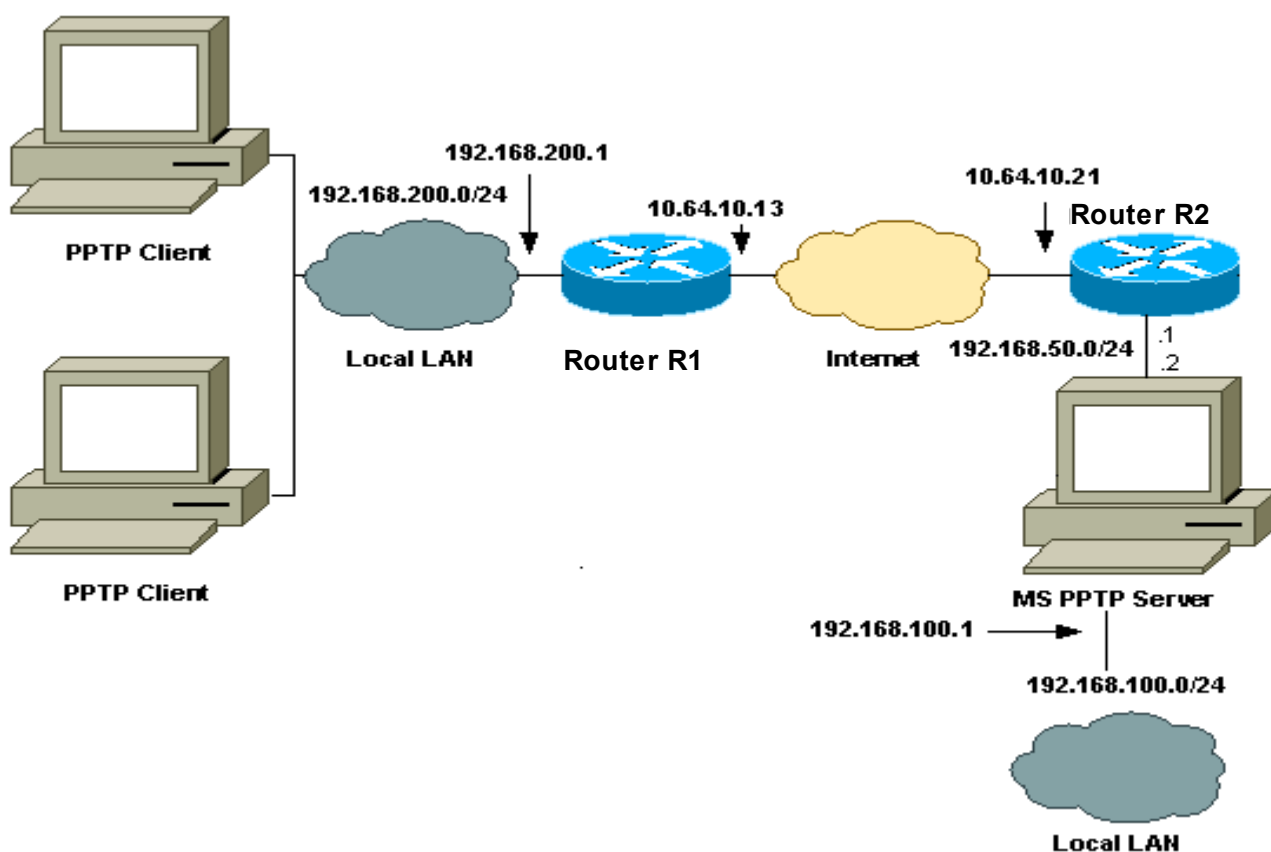 192.168.200.1
192.168.200.0/24
10.64.10.13
10.64.10.21
Router R2
PPTP Client
Local LAN
Router R1
Internet
192.168.50.0/24
.1
.2
PPTP Client
MS PPTP Server
192.168.100.1
192.168.100.0/24
Local LAN